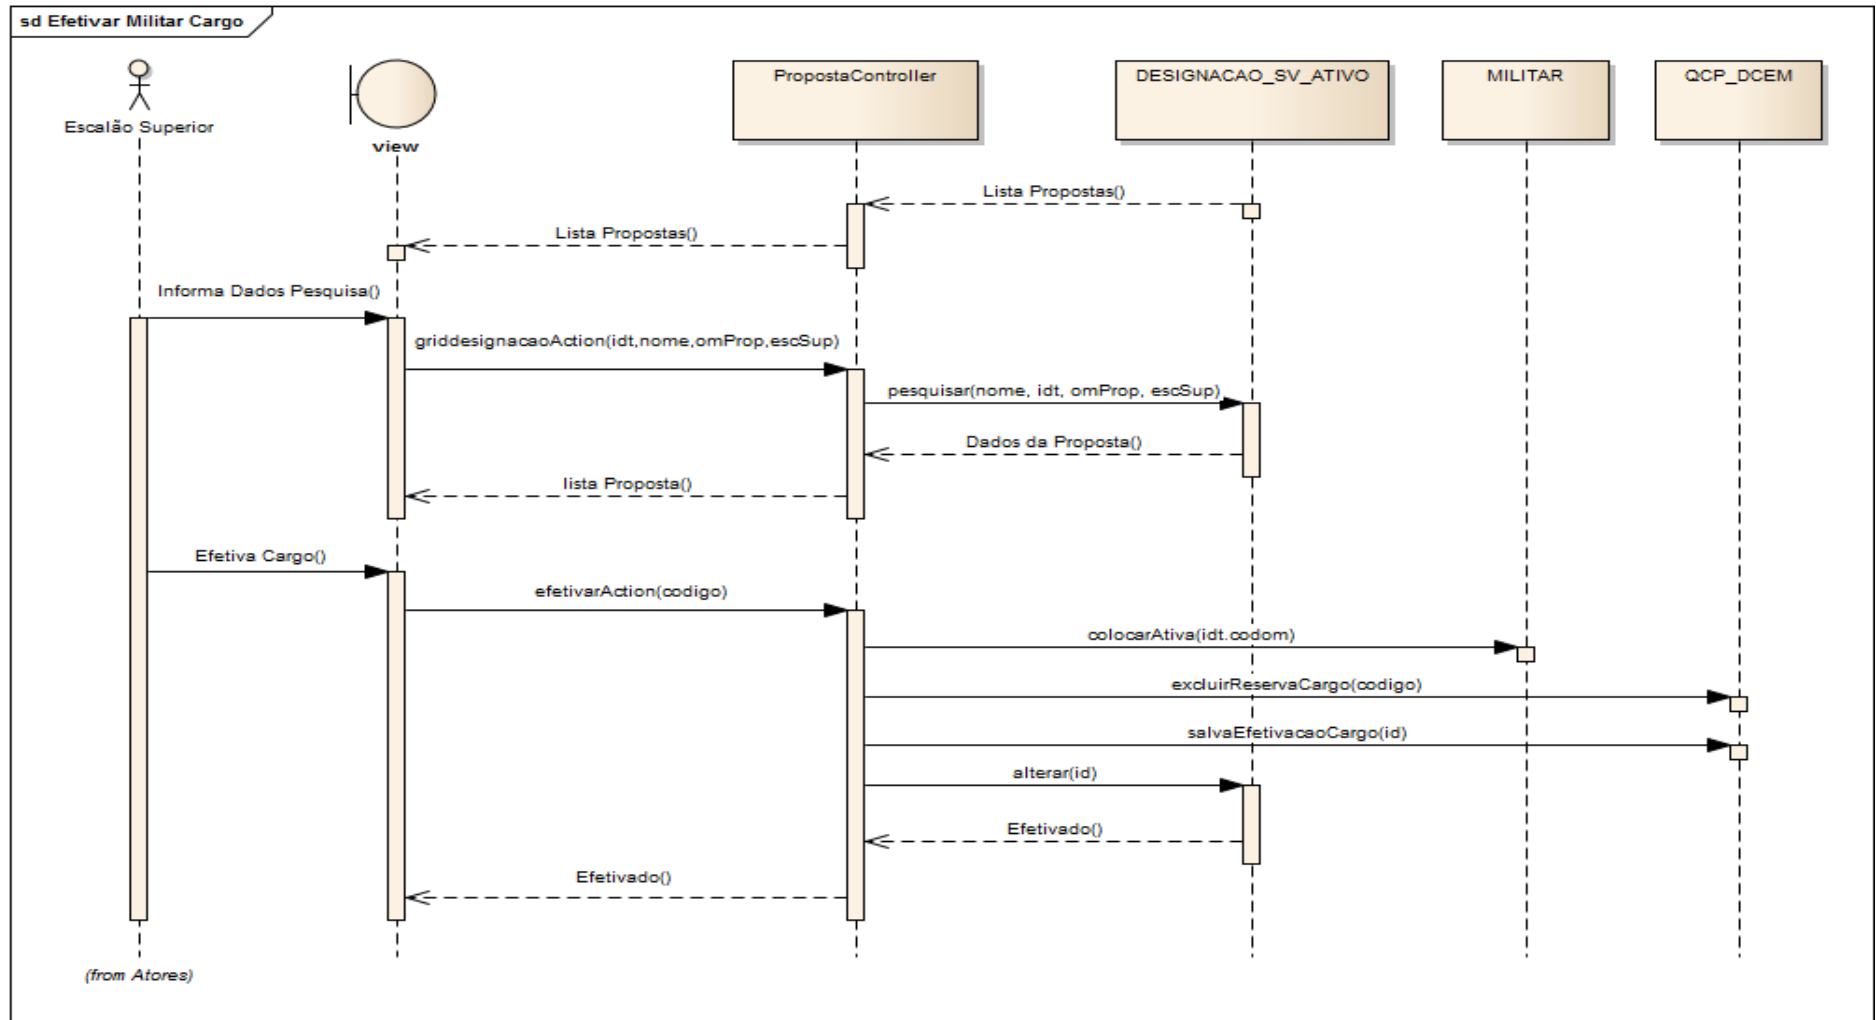 sd Efetivar Militar Cargo
Escalão Superior
view
PropostaController
DESIGNACAO_SV_ATIVO
MILITAR
QCP_DCEM
Lista Propostas()
Lista Propostas()
Informa Dados Pesquisa()
griddesignacaoAction(idt,nome,omProp,escSup)
pesquisar(nome, idt, omProp, escSup)
Dados da Proposta()
lista Proposta()
Efetiva Cargo()
efetivarAction(codigo)
colocarAtiva(idt.codom)
excluirReservaCargo(codigo)
salvaEfetivacaoCargo(id)
alterar(id)
Efetivado()
Efetivado()
(from Atores)